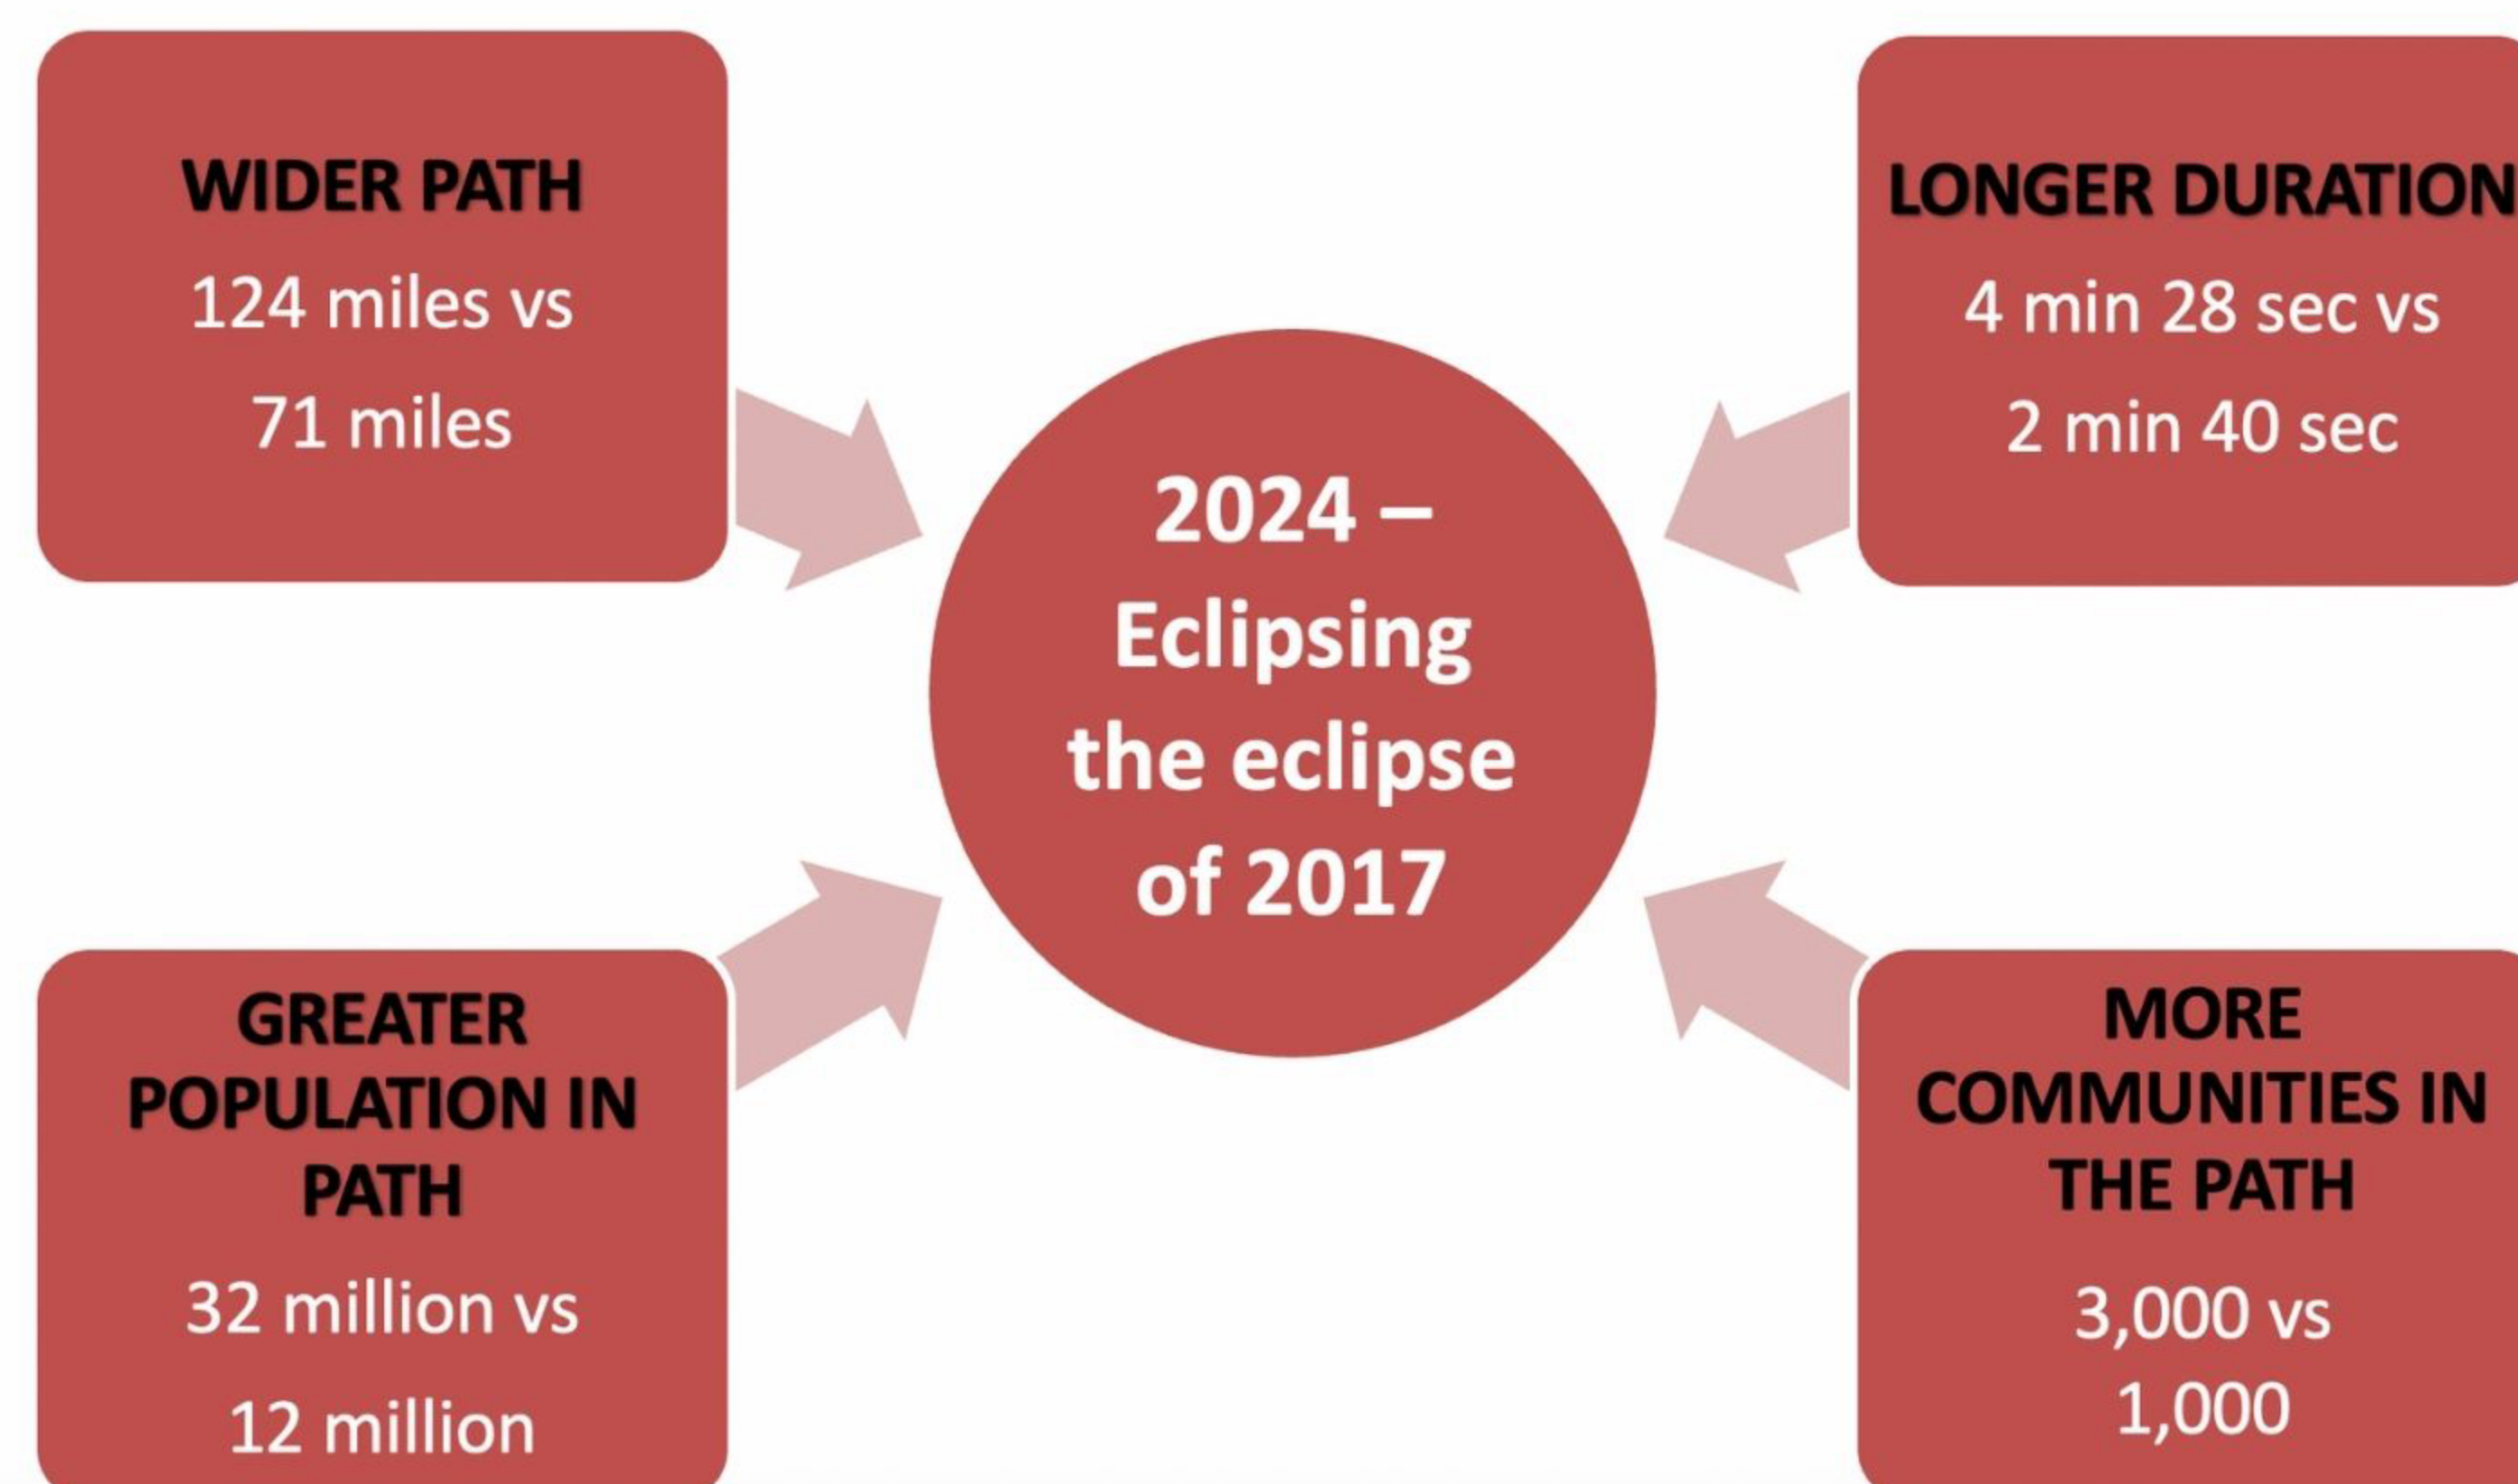 WIDER PATH
124 miles vs
71 miles
LONGER DURATION
4 min 28 sec vs
2 min 40 sec
2024 –
Eclipsing
the eclipse
of 2017
GREATER
POPULATION IN
PATH
32 million vs
12 million
MORE
COMMUNITIES IN
THE PATH
3,000 vs
1,000